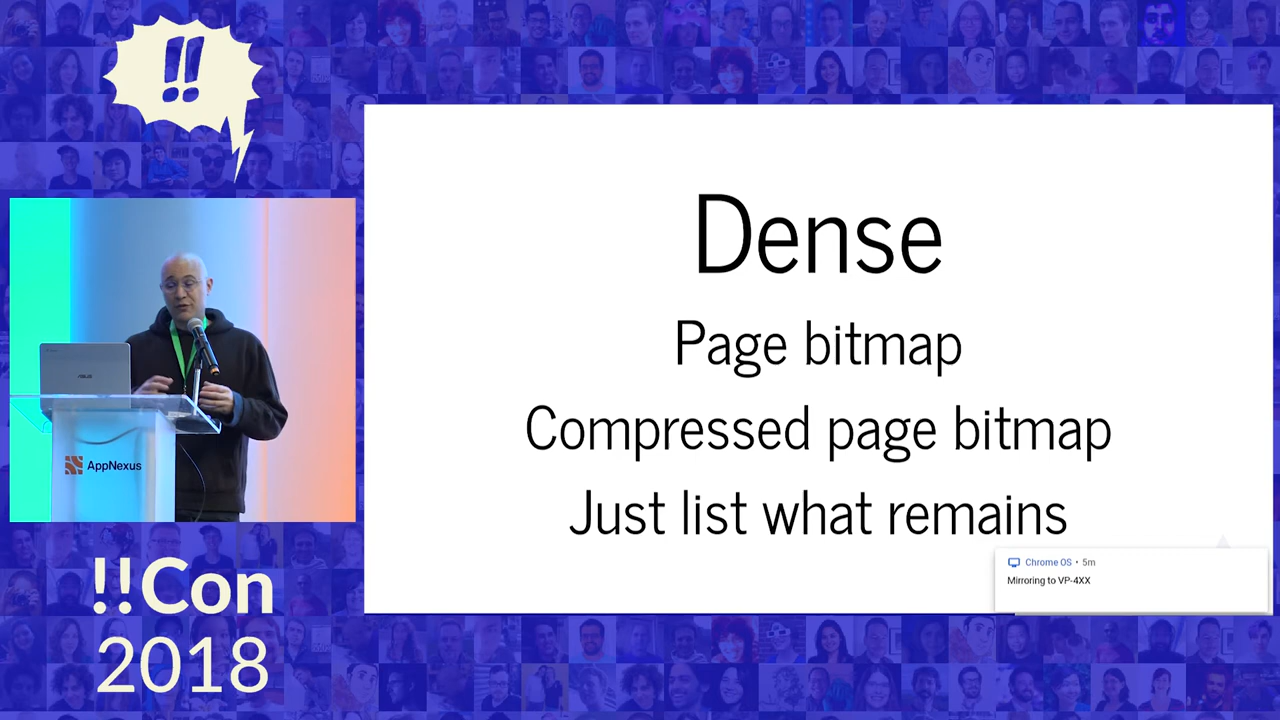 !!
Dense
Page bitmap
Compressed page bitmap
Just list what remains
Chrome OS • 5m
Mirroring to VP-4XX
ASUS
AppNexus
!!Con
2018